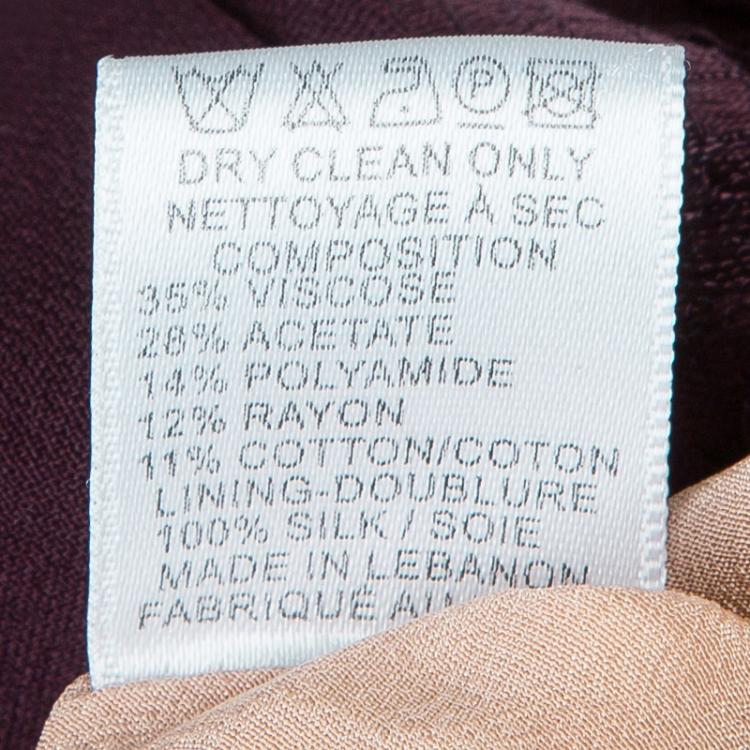 P
DRY CLEAN ONLY
NETTOYAGE À SEC
COMPOSITION
35% VISCOSE
28% ACETATE
14% POLYAMIDE
12% RAYON
11% COTTON/COTON
LINING-DOUBLURE
100% SILK / SOIE
MADE IN LEBANON
FABRIQUÉ AU